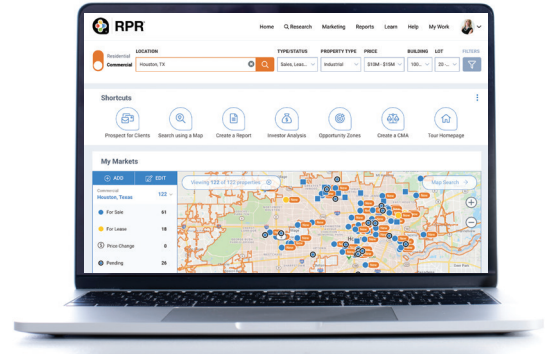 RPR
Home Research Marketing Reports Learn Help My Work
Residential
Commercial
LOCATION TYPE/STATUS PROPERTY TYPE PRICE BUILDING LOT FILTERS
Houston, TX Sales, Leas... Industrial $10M - $15M 100,... 20 -...
Shortcuts
Prospect for Clients Search using a Map Create a Report Investor Analysis Opportunity Zones Create a CMA Tour Homepage
My Markets
ADD EDIT
Viewing 122 of 122 properties Map Search
Commercial
Houston, Texas 122
For Sale 61
For Lease 18
Price Change 0
Pending 26